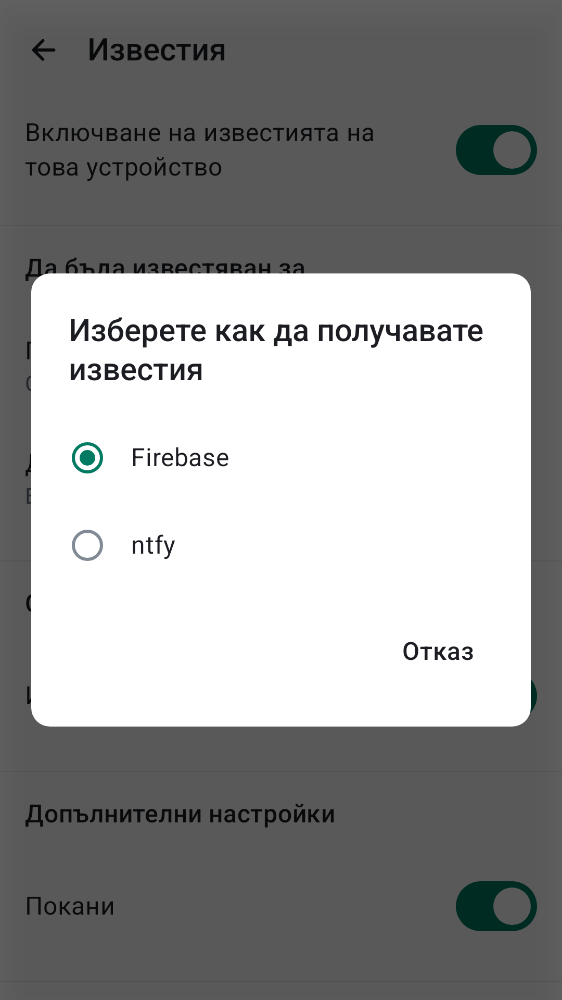 Известия
Включване на известията на
това устройство
Да бъда известяван за
Изберете как да получавате
известия
Firebase
ntfy
Отказ
Допълнителни настройки
Покани